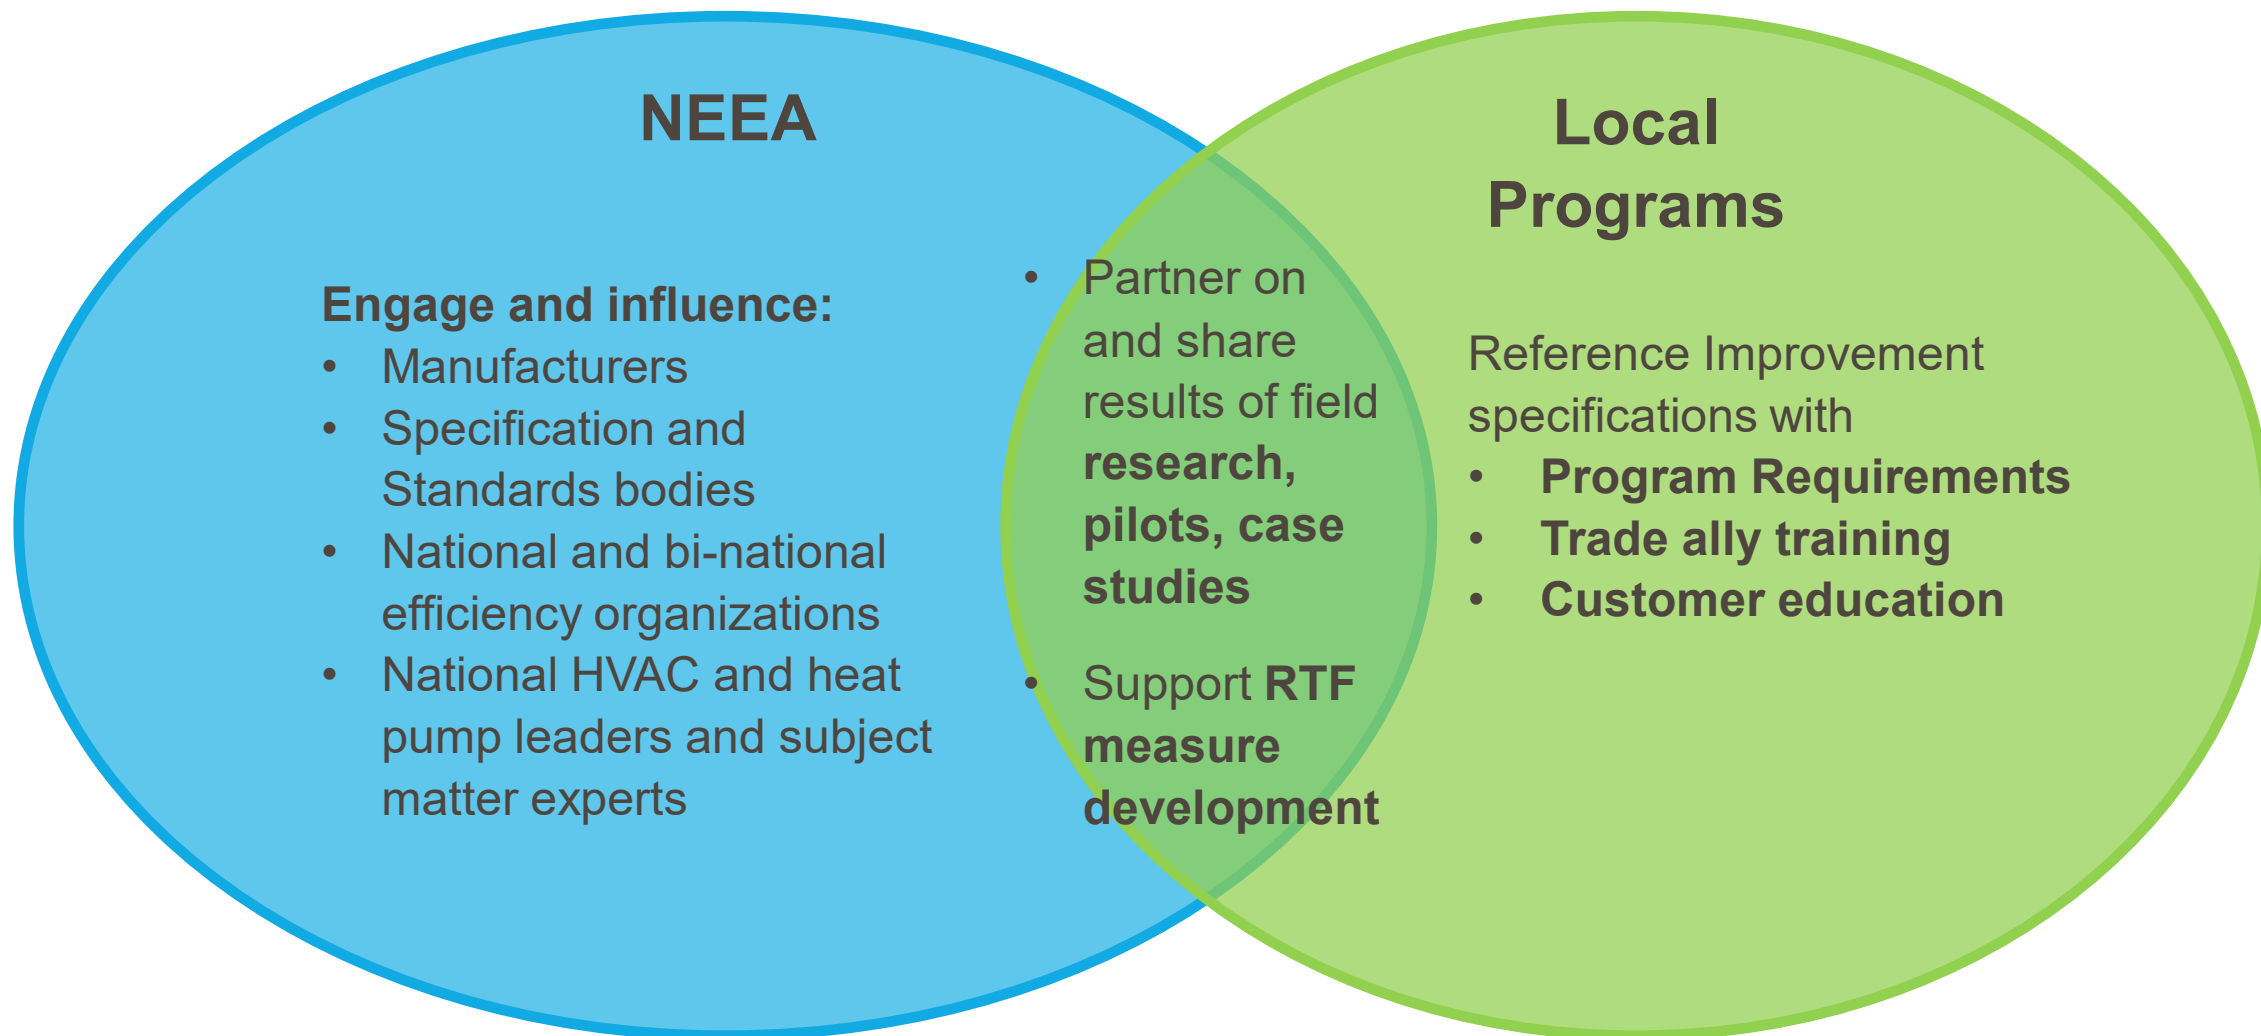 NEEA
Engage and influence:
• Manufacturers
• Specification and
Standards bodies
• National and bi-national
efficiency organizations
• National HVAC and heat
pump leaders and subject
matter experts
• Partner on
and share
results of field
research,
pilots, case
studies
• Support RTF
measure
development
Local
Programs
Reference Improvement
specifications with
• Program Requirements
• Trade ally training
• Customer education